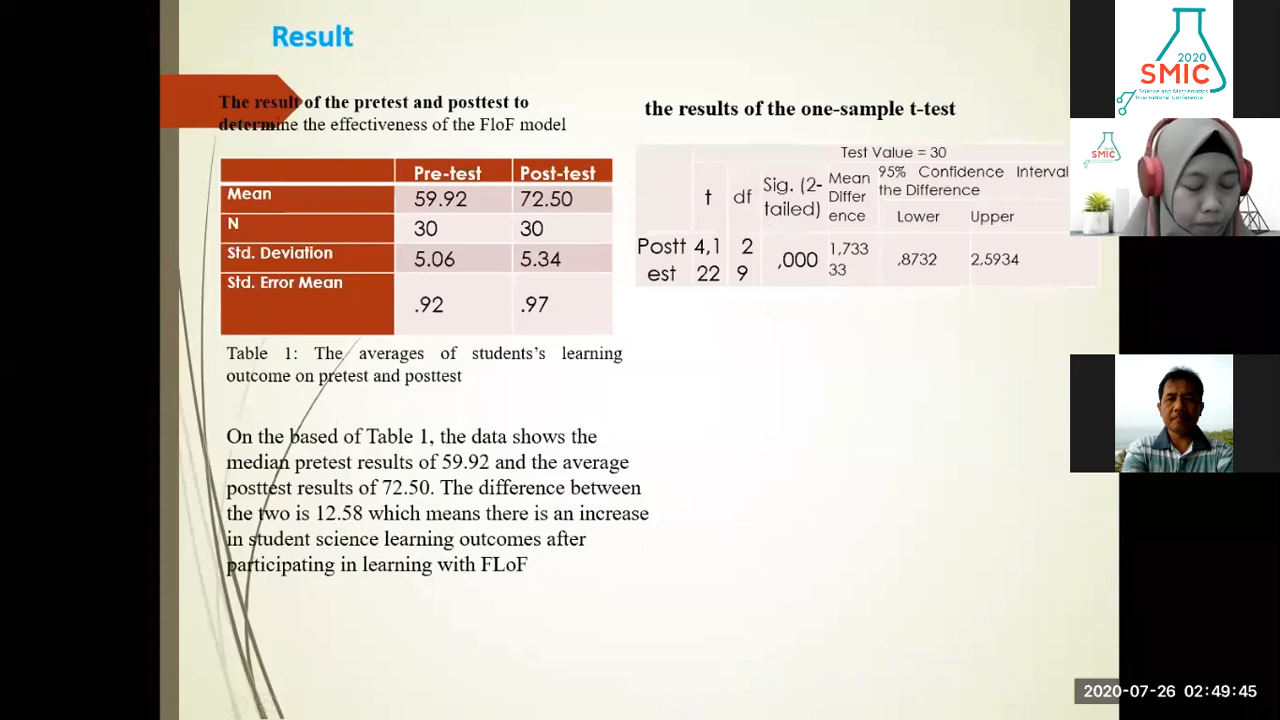 Result
The result of the pretest and posttest to
determine the effectiveness of the FloF model
Pre-test Post-test
Mean 59.92 72.50
N 30 30
Std. Deviation 5.06 5.34
Std. Error Mean .92 .97
Table 1: The averages of students's learning
outcome on pretest and posttest
On the based of Table 1, the data shows the
median pretest results of 59.92 and the average
posttest results of 72.50. The difference between
the two is 12.58 which means there is an increase
in student science learning outcomes after
participating in learning with FLoF
the results of the one-sample t-test
Test Value = 30
t df Sig. (2-
tailed) Mean
Differ
ence 95% Confidence Interval
the Difference
Lower Upper
Postt
est 4,1
22 2
9 ,000 1,733
33 ,8732 2,5934
2020
SMIC
Science and Mathematics
International Conference
SMIC
2020-07-26 02:49:45